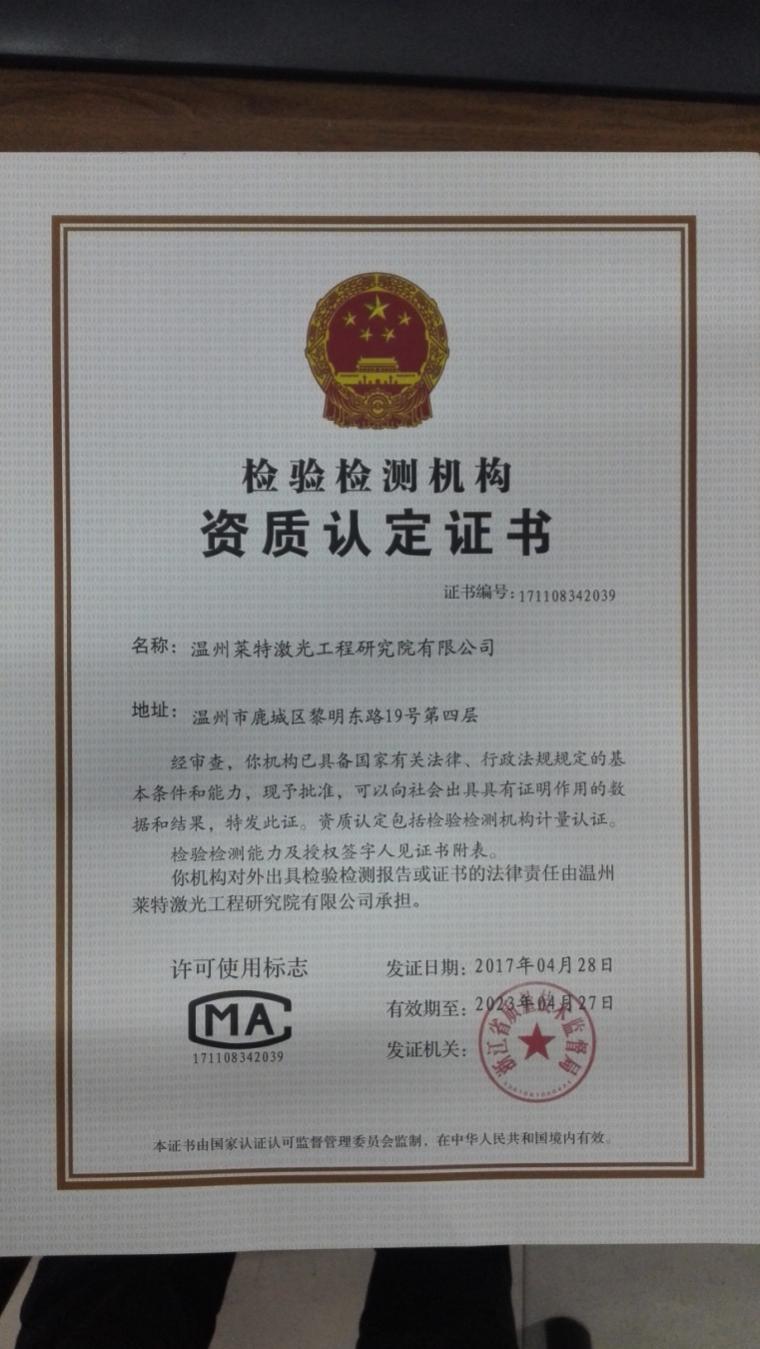 检验检测机构
资质认定证书
证书编号：171108342039
名称：温州莱特激光工程研究院有限公司
地址：温州市鹿城区黎明东路19号第四层
经审查，你机构已具备国家有关法律、行政法规规定的基
本条件和能力，现予批准，可以向社会出具具有证明作用的数
据和结果，特发此证。资质认定包括检验检测机构计量认证。
检验检测能力及授权签字人见证书附表。
你机构对外出具检验检测报告或证书的法律责任由温州
莱特激光工程研究院有限公司承担。
许可使用标志
MA
171108342039
发证日期：2017年04月28日
有效期至：2023年04月27日
发证机关：
浙江省质量技术监督局
本证书由国家认证认可监督管理委员会监制，在中华人民共和国境内有效。